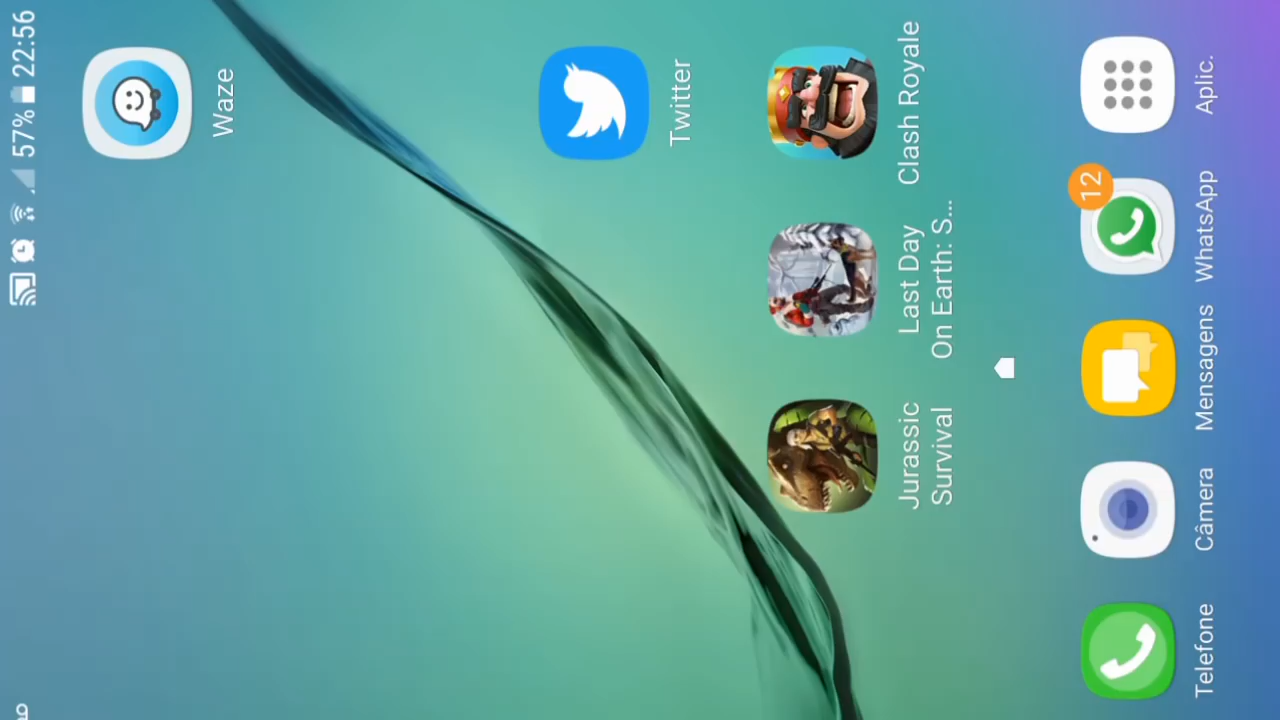 57% 22:56
Waze
Twitter
Jurassic
Survival
Last Day
On Earth: S...
Clash Royale
12
Telefone
Câmera
Mensagens
WhatsApp
Aplic.